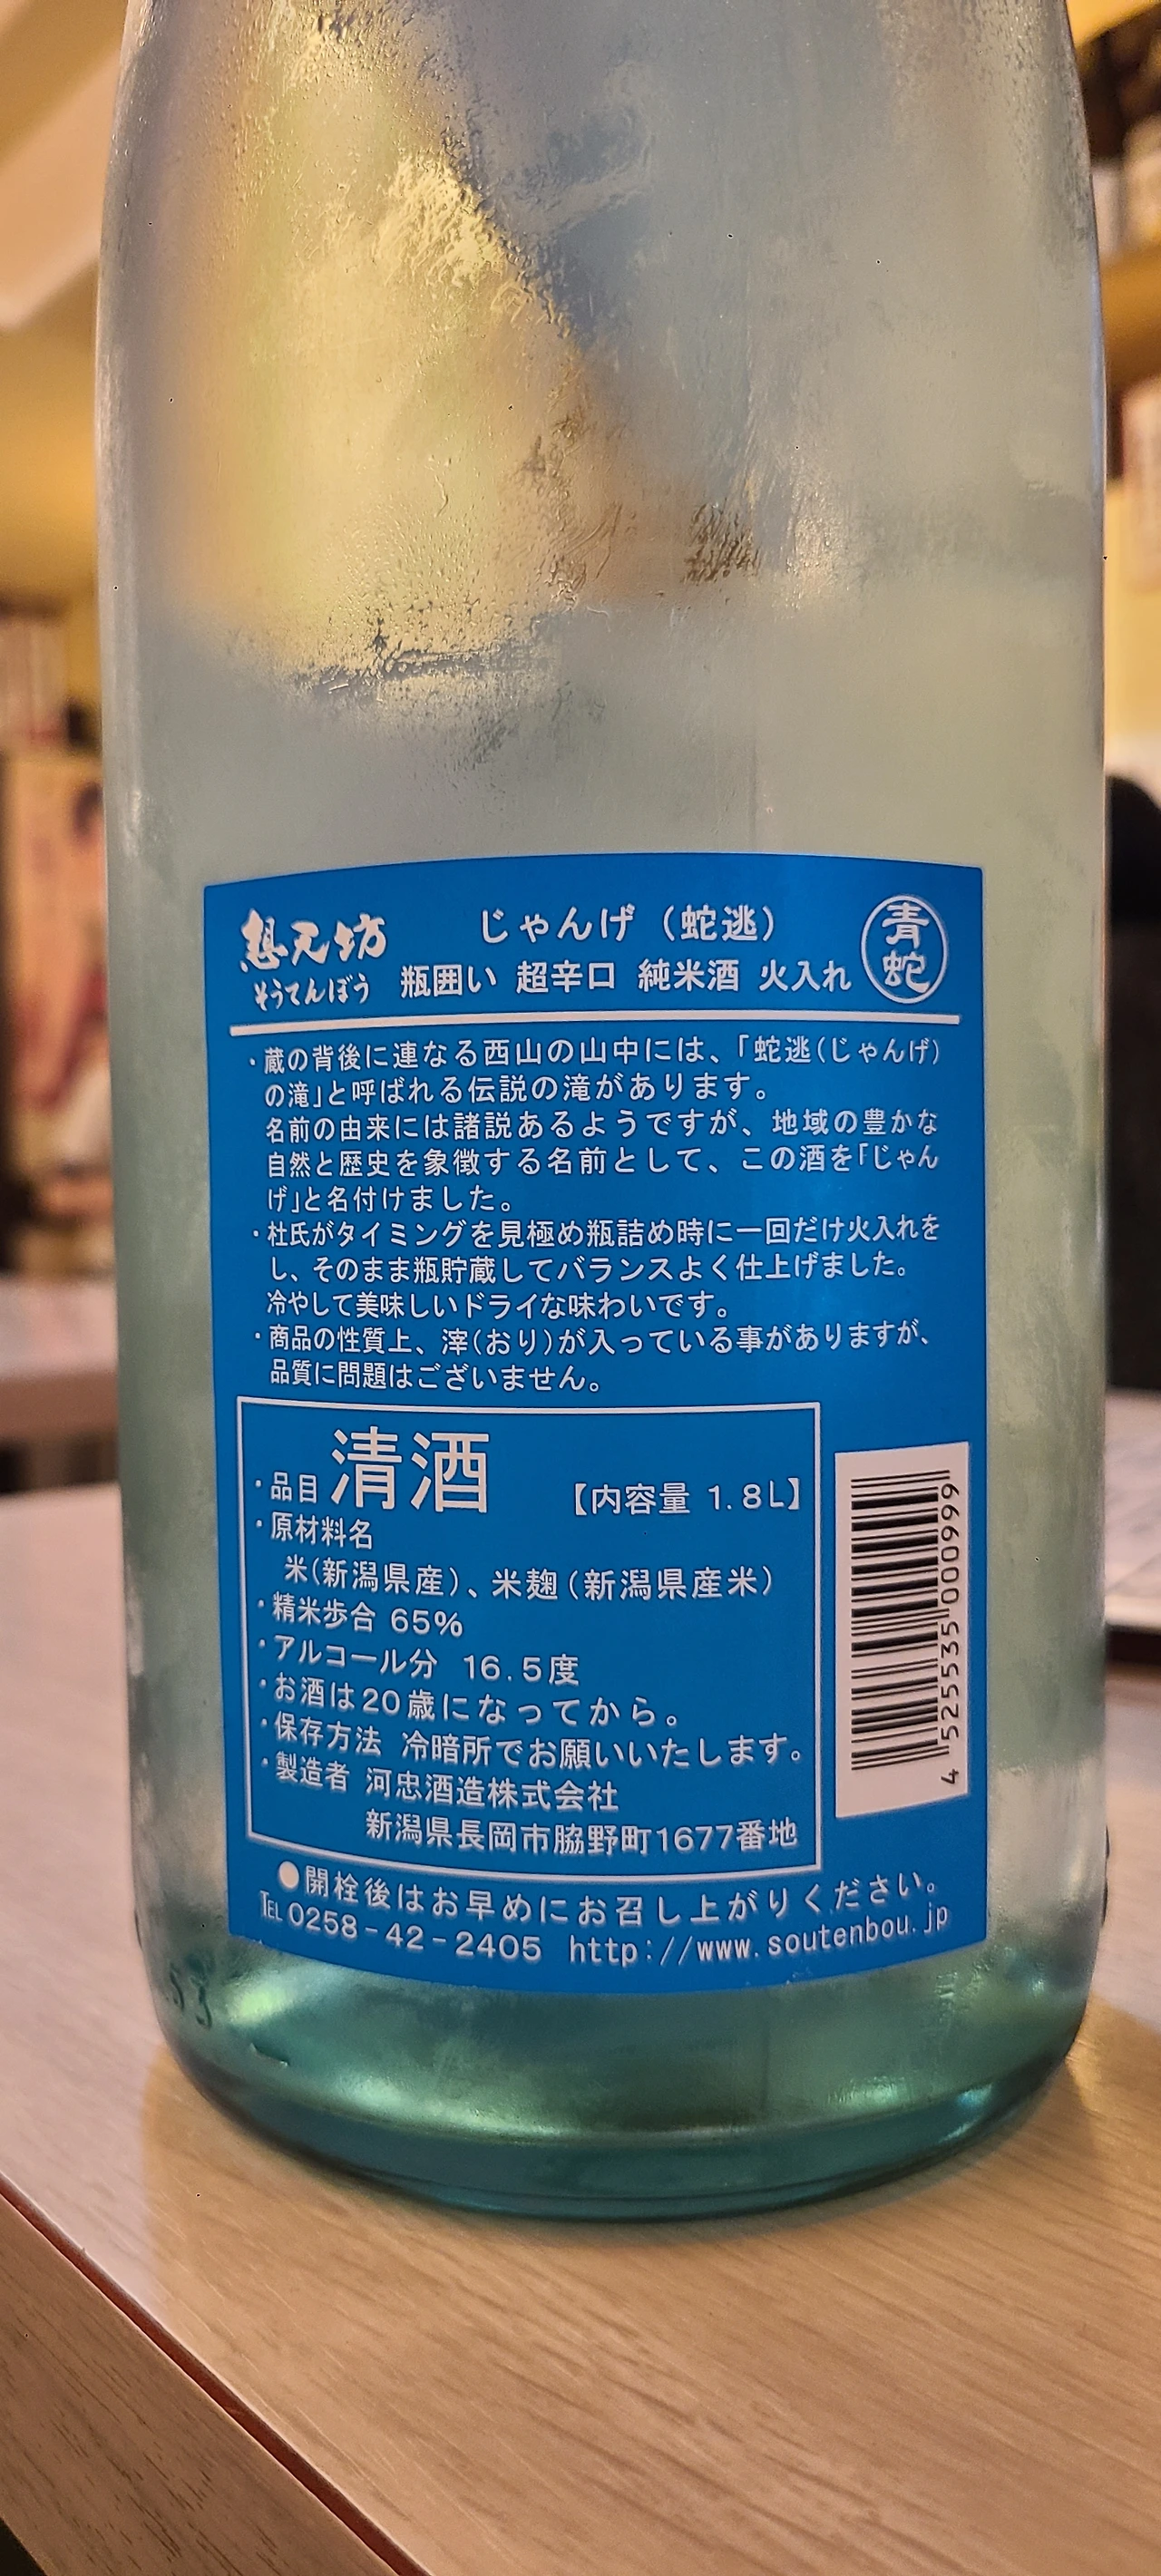 想天坊
そうてんぼう
じゃんげ（蛇逃）
瓶囲い 超辛口 純米酒 火入れ
青蛇
・蔵の背後に連なる西山の山中には、「蛇逃(じゃんげ)
の滝」と呼ばれる伝説の滝があります。
名前の由来には諸説あるようですが、地域の豊かな
自然と歴史を象徴する名前として、この酒を「じゃん
げ」と名付けました。
・杜氏がタイミングを見極め瓶詰め時に一回だけ火入れを
し、そのまま瓶貯蔵してバランスよく仕上げました。
冷やして美味しいドライな味わいです。
・商品の性質上、滓(おり)が入っている事がありますが、
品質に問題はございません。
・品目 清酒 【内容量 1.8L】
・原材料名
米(新潟県産)、米麹(新潟県産米)
・精米歩合 65%
・アルコール分 16.5度
・お酒は20歳になってから。
・保存方法 冷暗所でお願いいたします。
・製造者 河忠酒造株式会社
新潟県長岡市脇野町1677番地
4 525535 000999
●開栓後はお早めにお召し上がりください。
TEL 0258-42-2405 http://www.soutenbou.jp